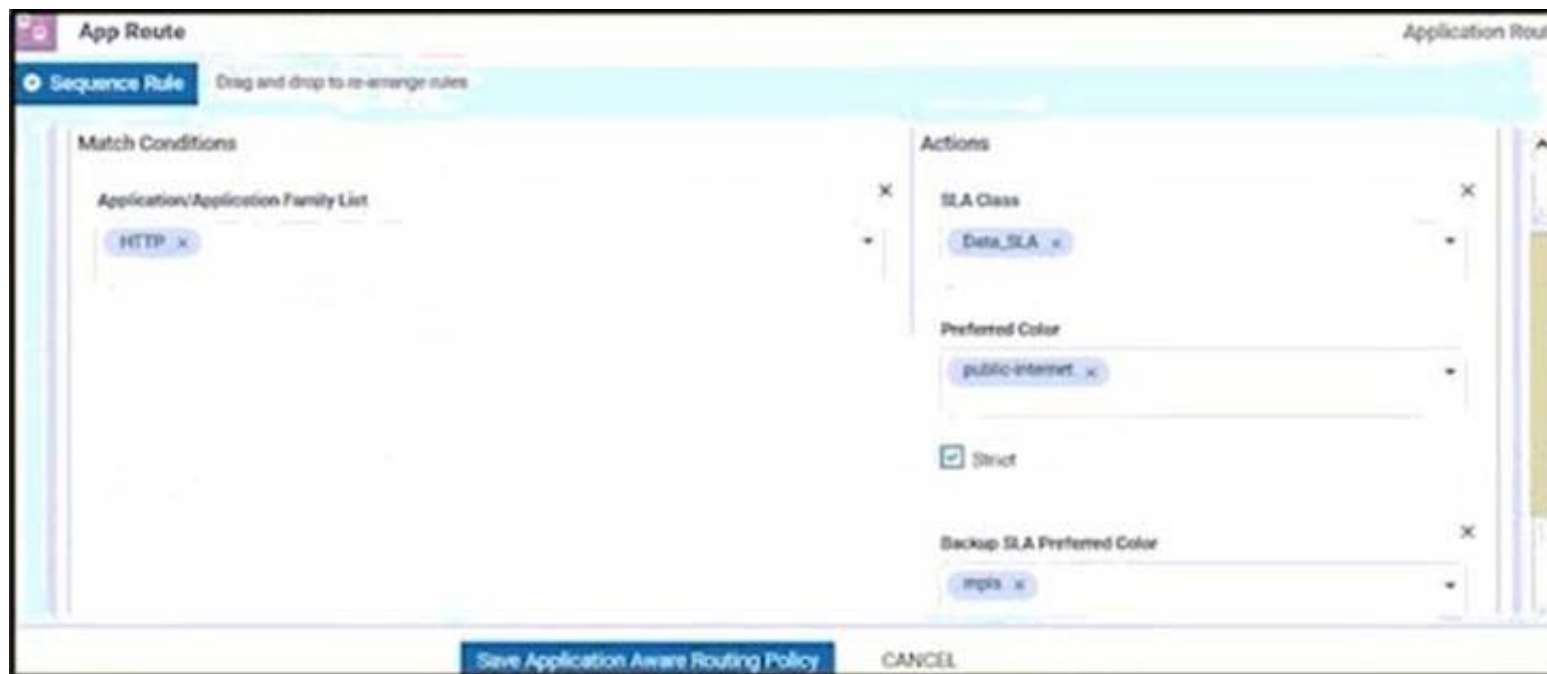 App Route
Application Rout
Sequence Rule
Drag and drop to re-arrange rules
Match Conditions
Actions
Application/Application Family List
SLA Class
HTTP ×
Data_SLA ×
Preferred Color
public-internet ×
Strict
Backup SLA Preferred Color
mpls ×
Save Application Aware Routing Policy
CANCEL